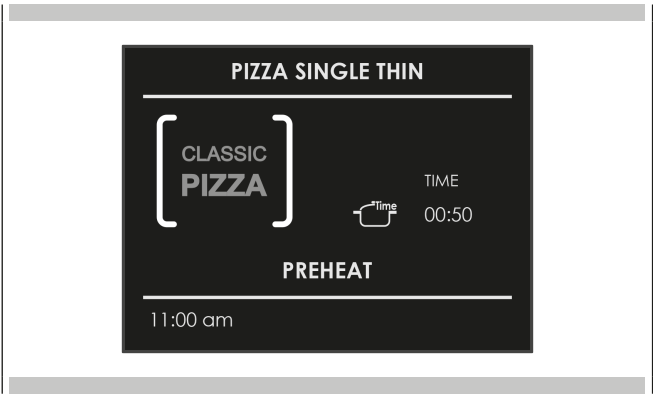 PIZZA SINGLE THIN
CLASSIC
PIZZA
TIME
Time
00:50
PREHEAT
11:00 am